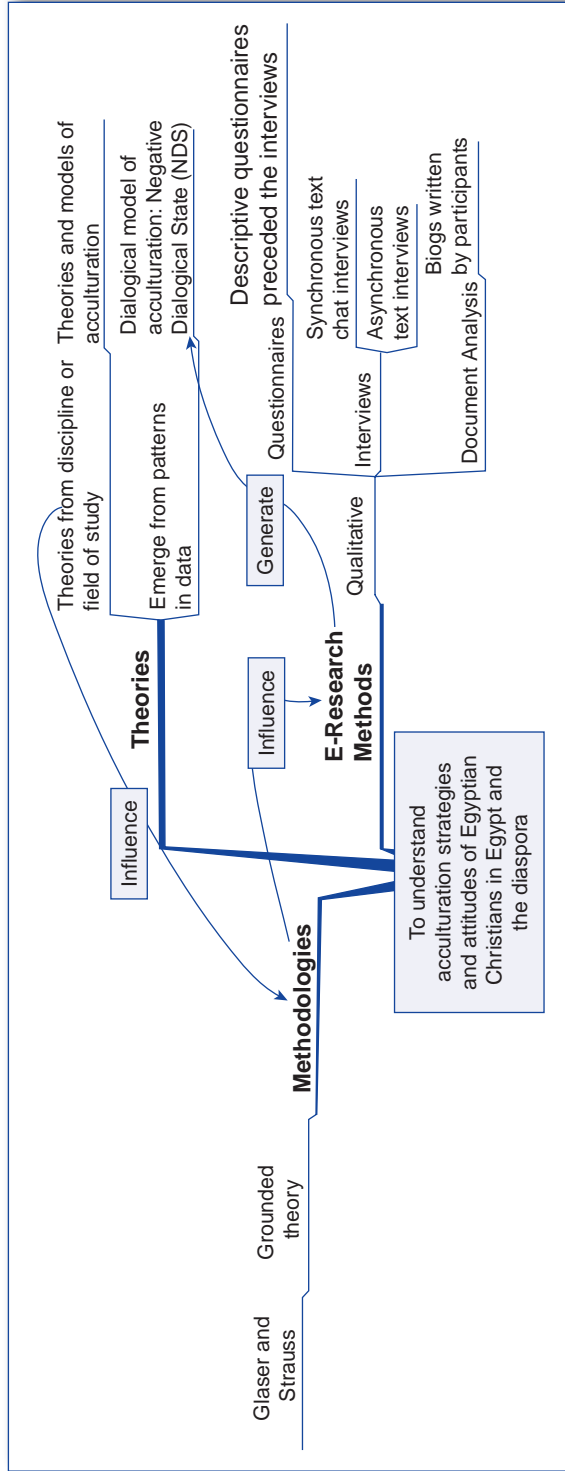 Theories from discipline or
field of study
Theories and models of
acculturation
Influence
Theories
Emerge from patterns
in data
Dialogical model of
acculturation: Negative
Dialogical State (NDS)
Glaser and
Strauss
Grounded
theory
Methodologies
Influence
Generate
E-Research
Methods
Qualitative
Questionnaires
Descriptive questionnaires
preceded the interviews
Interviews
Synchronous text
chat interviews
Asynchronous
text interviews
Document Analysis
Biogs written
by participants
To understand
acculturation strategies
and attitudes of Egyptian
Christians in Egypt and
the diaspora